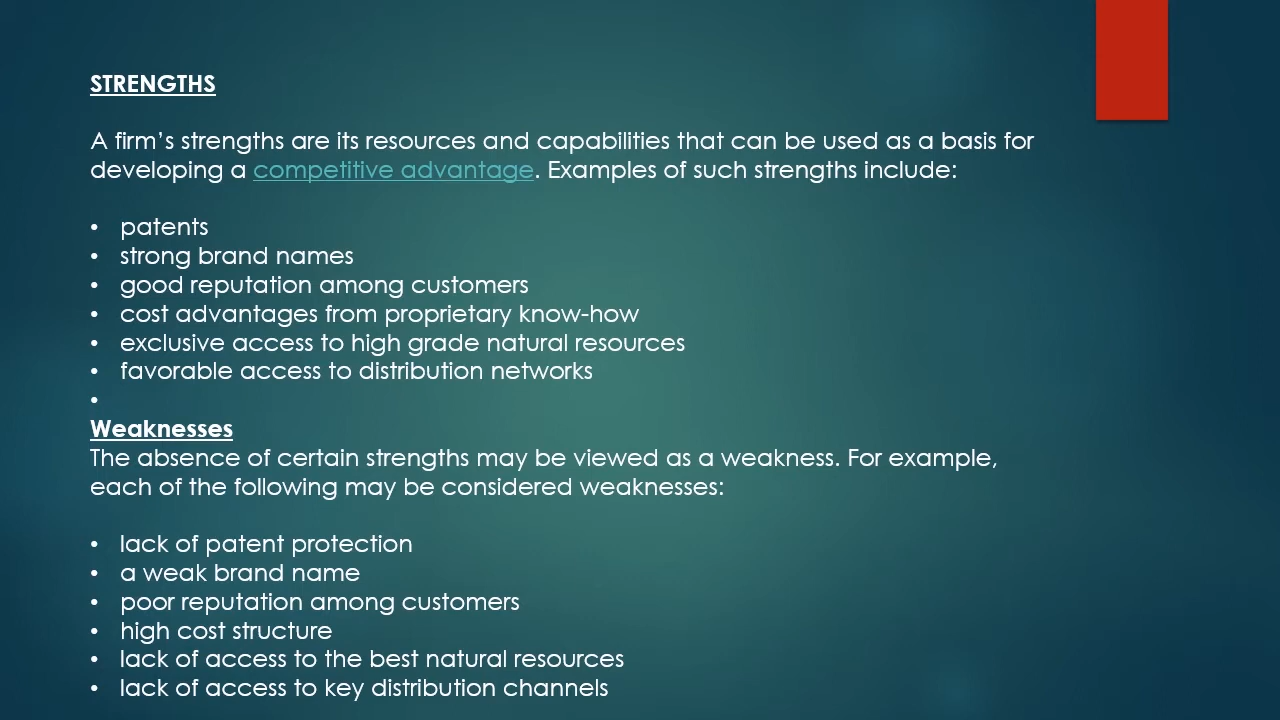 STRENGTHS
A firm’s strengths are its resources and capabilities that can be used as a basis for
developing a competitive advantage. Examples of such strengths include:
• patents
• strong brand names
• good reputation among customers
• cost advantages from proprietary know-how
• exclusive access to high grade natural resources
• favorable access to distribution networks
•
Weaknesses
The absence of certain strengths may be viewed as a weakness. For example,
each of the following may be considered weaknesses:
• lack of patent protection
• a weak brand name
• poor reputation among customers
• high cost structure
• lack of access to the best natural resources
• lack of access to key distribution channels